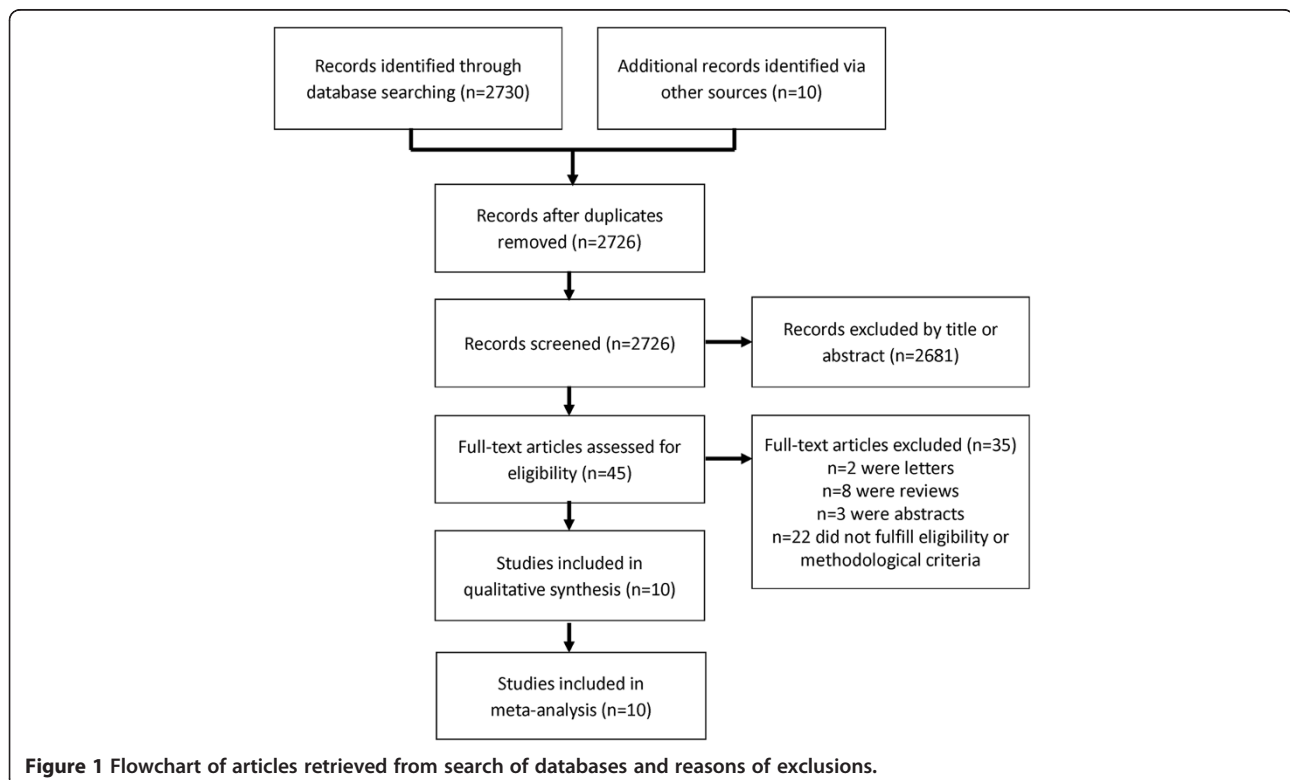 Records identified through
database searching (n=2730)
Additional records identified via
other sources (n=10)
Records after duplicates
removed (n=2726)
Records screened (n=2726)
Records excluded by title or
abstract (n=2681)
Full-text articles assessed for
eligibility (n=45)
Full-text articles excluded (n=35)
n=2 were letters
n=8 were reviews
n=3 were abstracts
n=22 did not fulfill eligibility or
methodological criteria
Studies included in
qualitative synthesis (n=10)
Studies included in
meta-analysis (n=10)
Figure 1 Flowchart of articles retrieved from search of databases and reasons of exclusions.